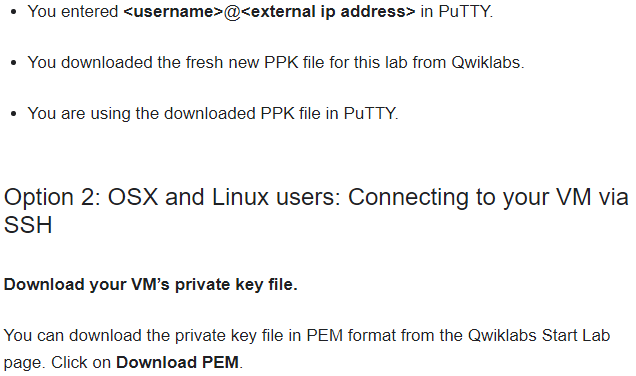 • You entered <username>@<external ip address> in PuTTY.
• You downloaded the fresh new PPK file for this lab from Qwiklabs.
• You are using the downloaded PPK file in PuTTY.
Option 2: OSX and Linux users: Connecting to your VM via
SSH
Download your VM’s private key file.
You can download the private key file in PEM format from the Qwiklabs Start Lab
page. Click on Download PEM.